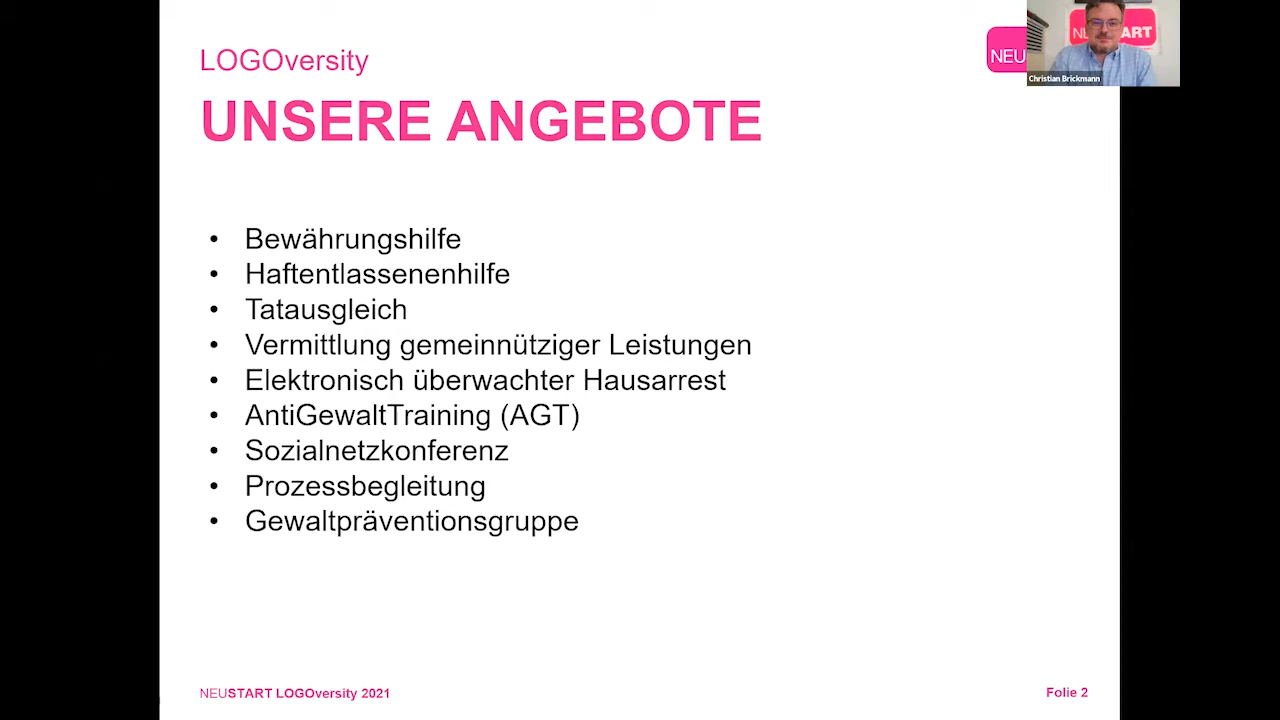 LOGOversity
NEU
NEUSTART
Christian Brickmann
UNSERE ANGEBOTE
• Bewährungshilfe
• Haftentlassenenhilfe
• Tatausgleich
• Vermittlung gemeinnütziger Leistungen
• Elektronisch überwachter Hausarrest
• AntiGewaltTraining (AGT)
• Sozialnetzkonferenz
• Prozessbegleitung
• Gewaltpräventionsgruppe
NEUSTART LOGOversity 2021
Folie 2